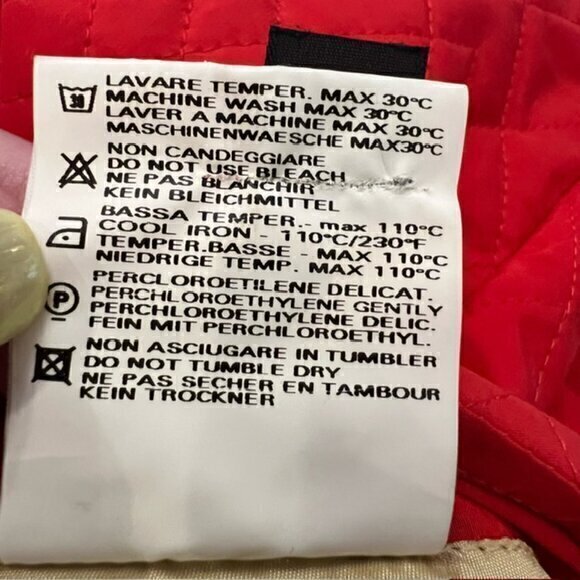 LAVARE TEMPER. MAX 30°C
30 MACHINE WASH MAX 30°C
LAVER A MACHINE MAX 30°C
MASCHINENWAESCHE MAX30°C
NON CANDEGGIARE
DO NOT USE BLEACH
NE PAS BLANCHIR
KEIN BLEICHMITTEL
BASSA TEMPER.- max 110°C
COOL IRON - 110°C/230°F
TEMPER.BASSE - MAX 110°C
NIEDRIGE TEMP. MAX 110°C
PERCLOROETILENE DELICAT.
P PERCHLOROETHYLENE GENTLY
PERCHLOROETHYLENE DELIC.
FEIN MIT PERCHLOROETHYL.
NON ASCIUGARE IN TUMBLER
DO NOT TUMBLE DRY
NE PAS SECHER EN TAMBOUR
KEIN TROCKNER